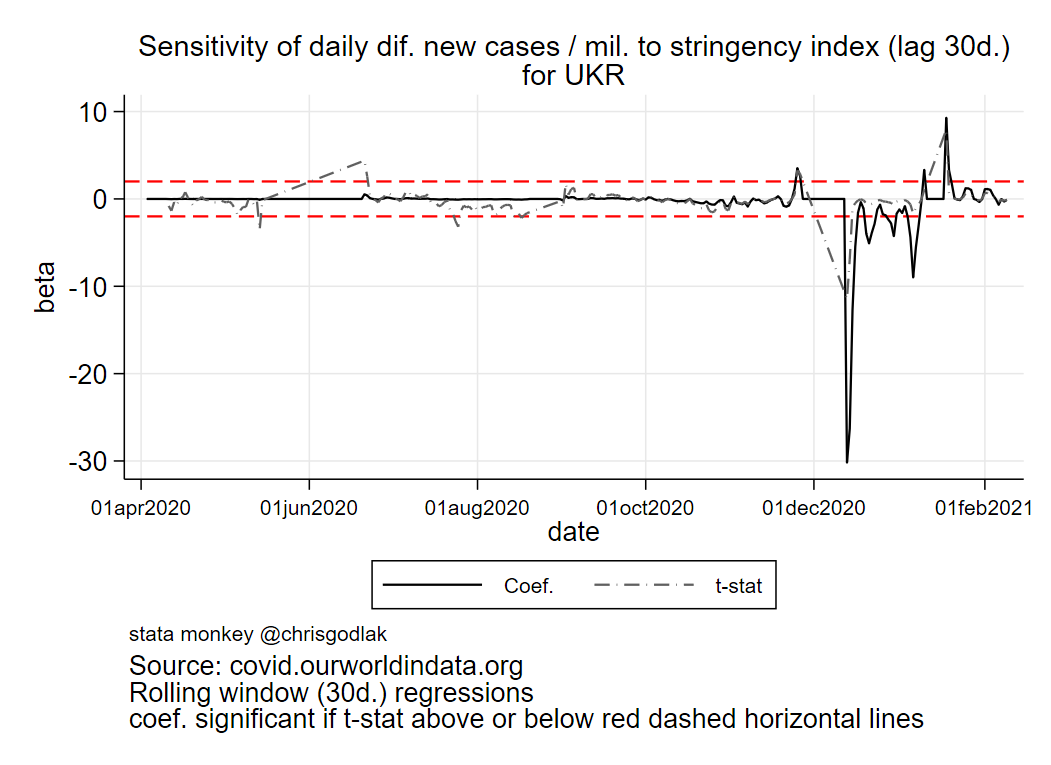 Sensitivity of daily dif. new cases / mil. to stringency index (lag 30d.)
for UKR
10
0
-10
-20
-30
beta
01apr2020 01jun2020 01aug2020 01oct2020 01dec2020 01feb2021
date
Coef. t-stat
stata monkey @chrisgodlak
Source: covid.ourworldindata.org
Rolling window (30d.) regressions
coef. significant if t-stat above or below red dashed horizontal lines